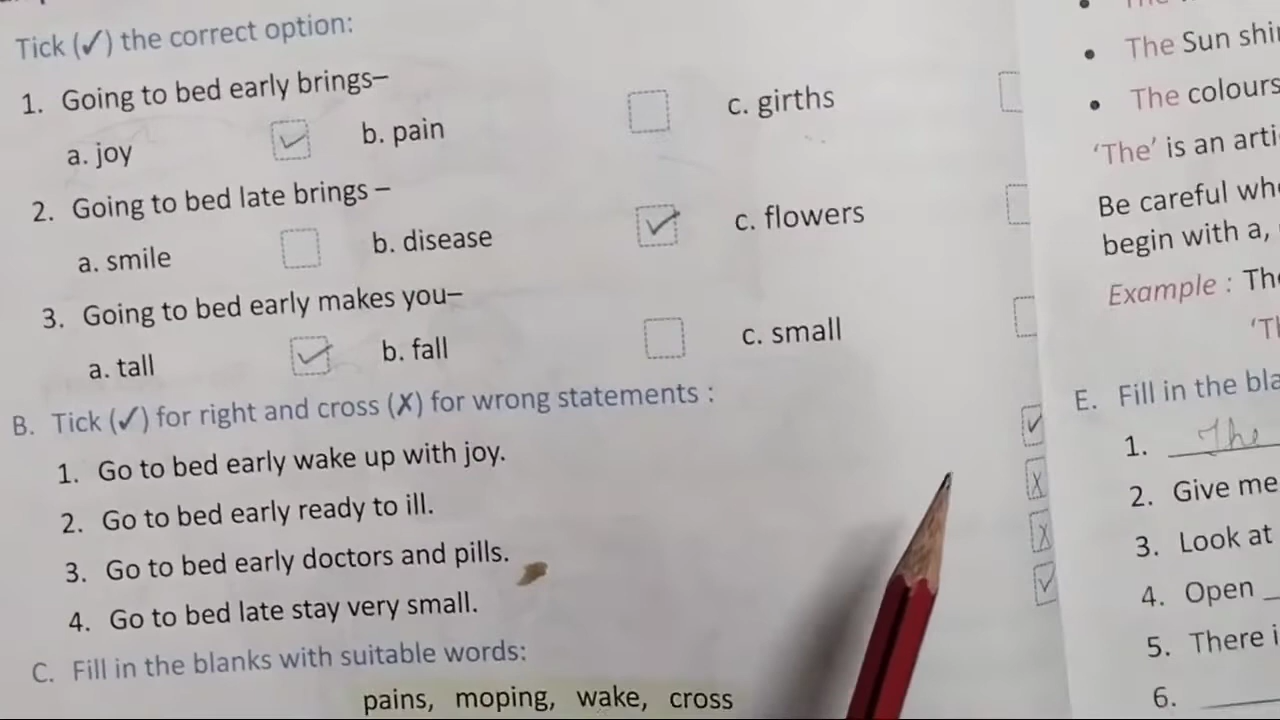 Tick (✓) the correct option:
1. Going to bed early brings–
a. joy ✓ b. pain c. girths
2. Going to bed late brings –
a. smile b. disease ✓ c. flowers
3. Going to bed early makes you–
a. tall ✓ b. fall c. small
B. Tick (✓) for right and cross (✗) for wrong statements :
1. Go to bed early wake up with joy. ✓
2. Go to bed early ready to ill. ✗
3. Go to bed early doctors and pills. ✗
4. Go to bed late stay very small. ✓
C. Fill in the blanks with suitable words:
pains, moping, wake, cross
The
• The Sun
• The colours
'The' is an
Be careful
begin with a,
Example :
E. Fill in the
1. The
2. Give me
3. Look at
4. Open
5. There
6.